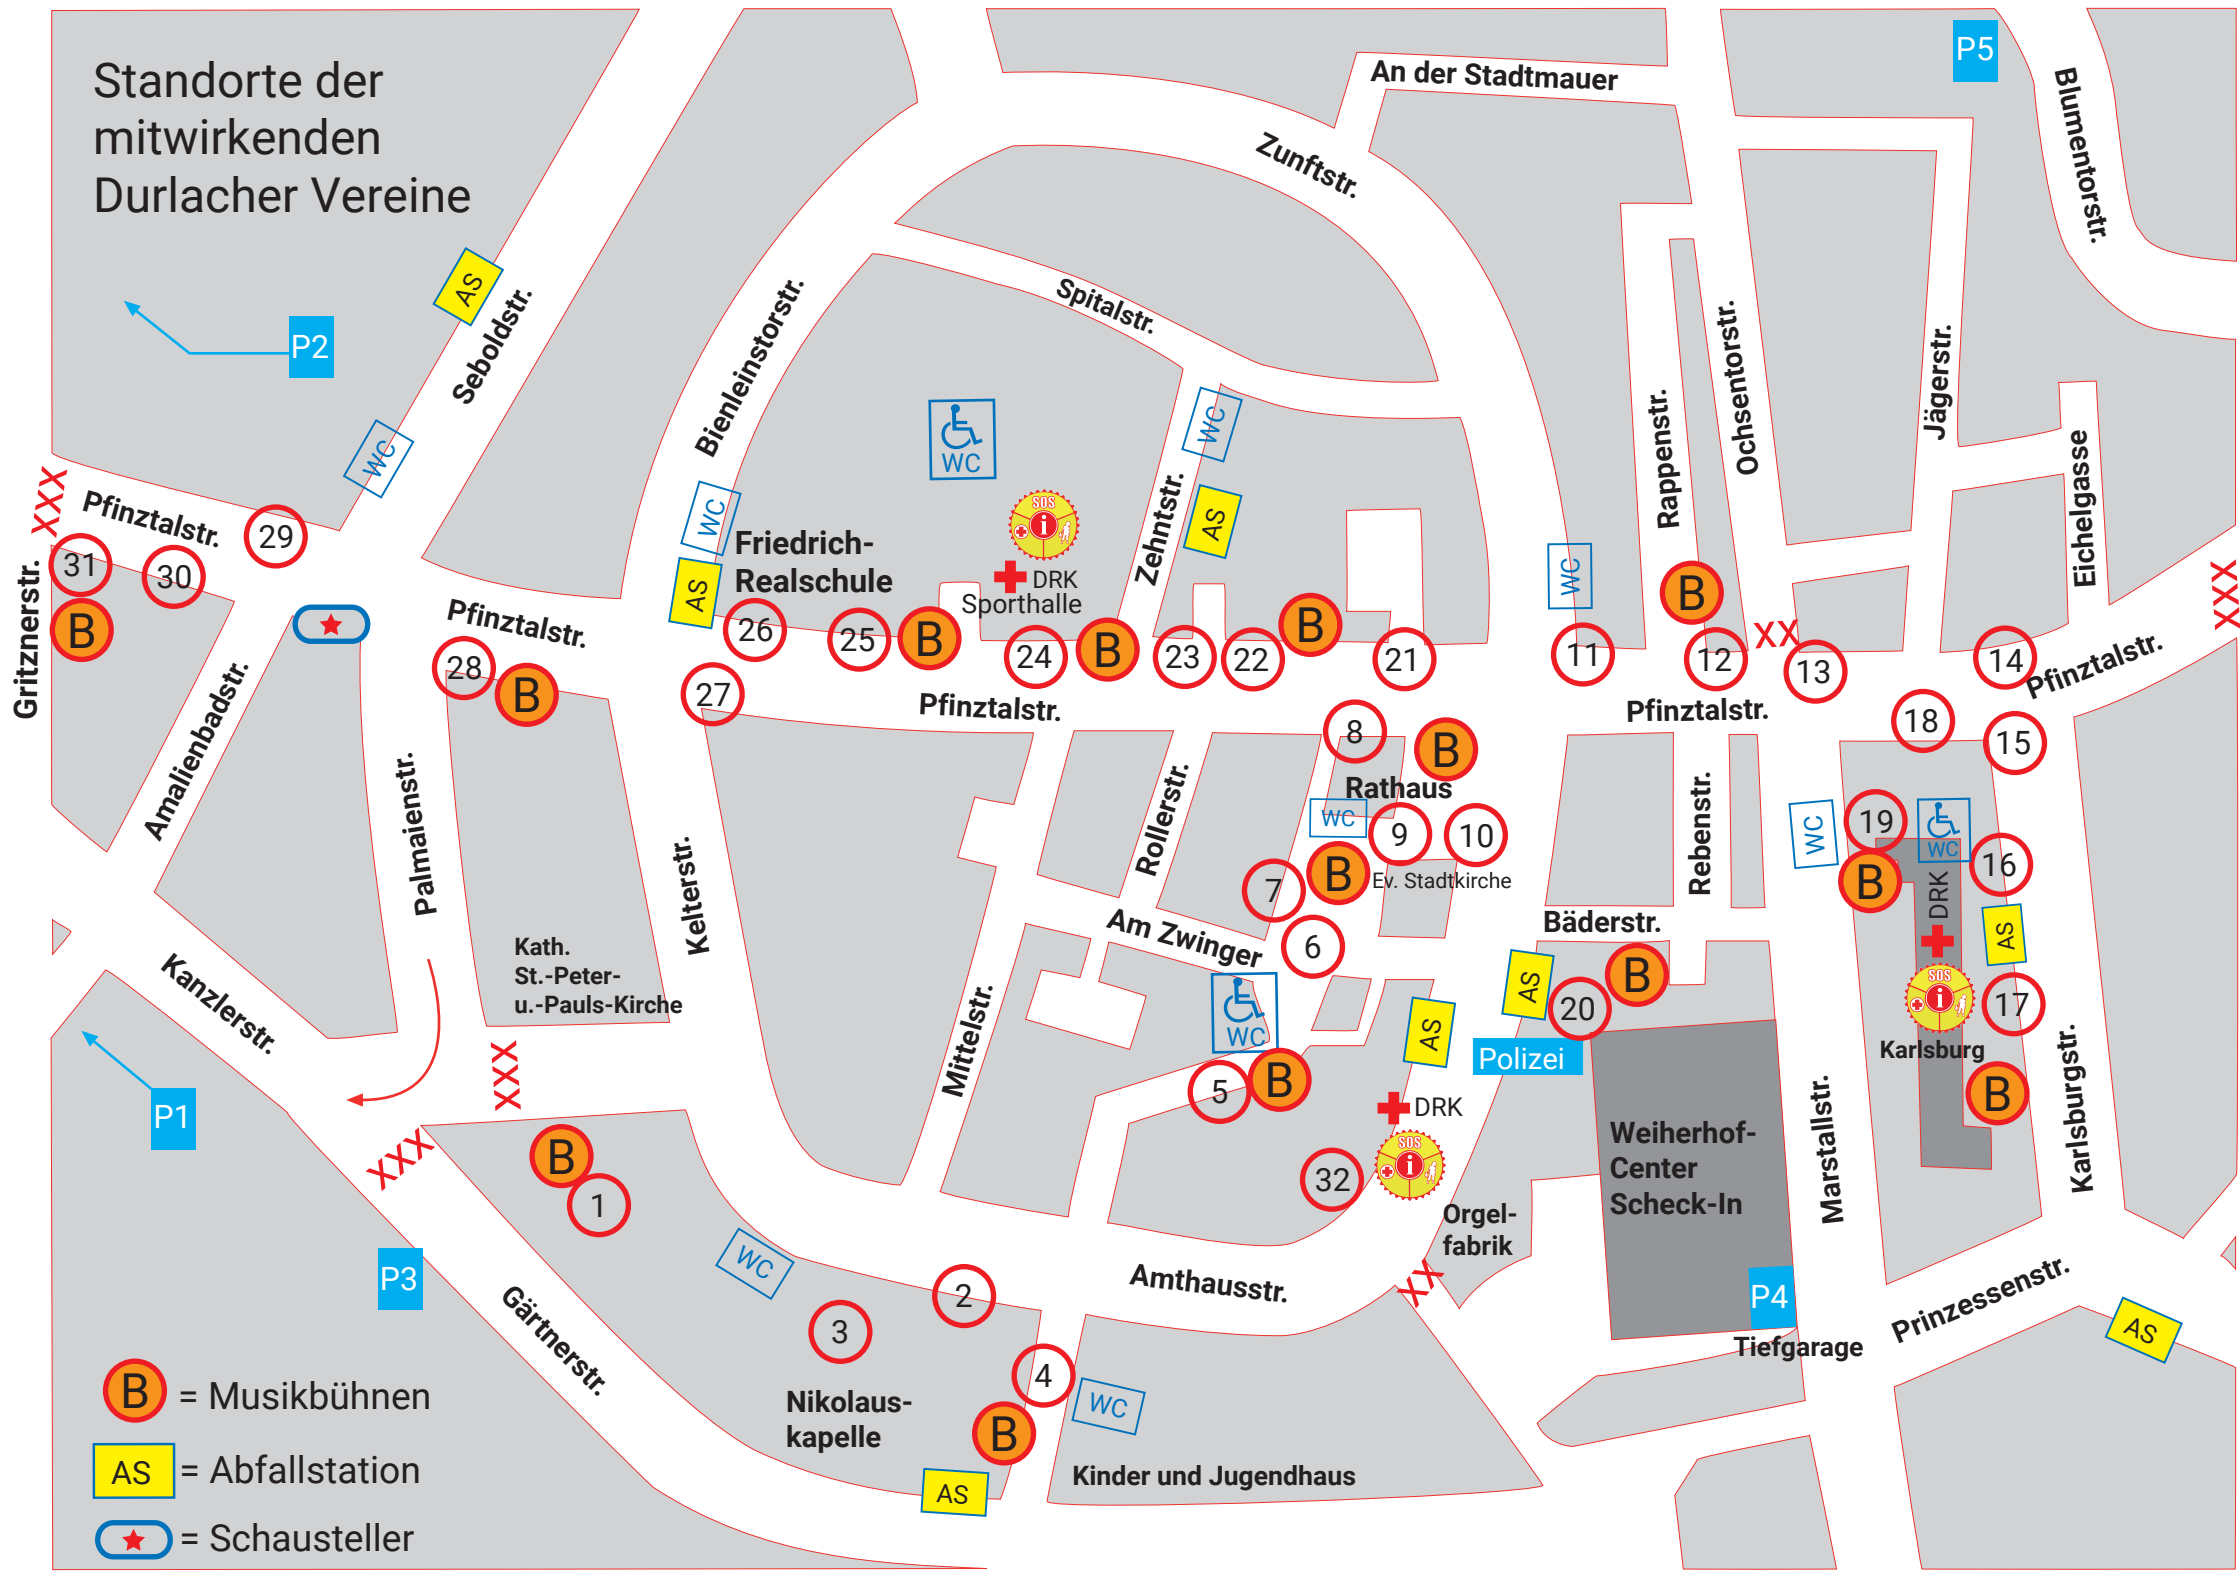 Standorte der
mitwirkenden
Durlacher Vereine
P5
An der Stadtmauer
Blumentorstr.
Zunftstr.
AS
P2
Seboldstr.
WC
Bienleinstorstr.
Spitalstr.
WC
WC
Rappenstr.
Ochsentorstr.
Jägerstr.
Eichelgasse
XXX
Pfinztalstr.
29
31
30
B
Gritznerstr.
Amalienbadstr.
Pfinztalstr.
28
B
WC
AS
Friedrich-
Realschule
26
25
B
SOS
i
DRK
Sporthalle
24
B
Zehntstr.
AS
23
22
B
21
WC
11
B
12
XX
13
14
XXX
Pfinztalstr.
27
Pfinztalstr.
Pfinztalstr.
18
15
8
B
Rathaus
WC
9
10
B
Ev. Stadtkirche
7
6
Palmaienstr.
Kelterstr.
Rollerstr.
Am Zwinger
Mittelstr.
WC
5
B
Rebenstr.
Bäderstr.
AS
B
20
AS
Polizei
WC
19
WC
B
16
DRK
AS
SOS
i
17
Karlsburg
B
Karlsburgstr.
Marstallstr.
Kath.
St.-Peter-
u.-Pauls-Kirche
Kanzlerstr.
P1
XXX
XXX
B
1
DRK
SOS
i
32
Orgel-
fabrik
XX
Weiherhof-
Center
Scheck-In
P4
Tiefgarage
Prinzessenstr.
AS
P3
Gärtnerstr.
WC
2
3
Amthausstr.
4
WC
Nikolaus-
kapelle
B
AS
Kinder und Jugendhaus
B = Musikbühnen
AS = Abfallstation
= Schausteller